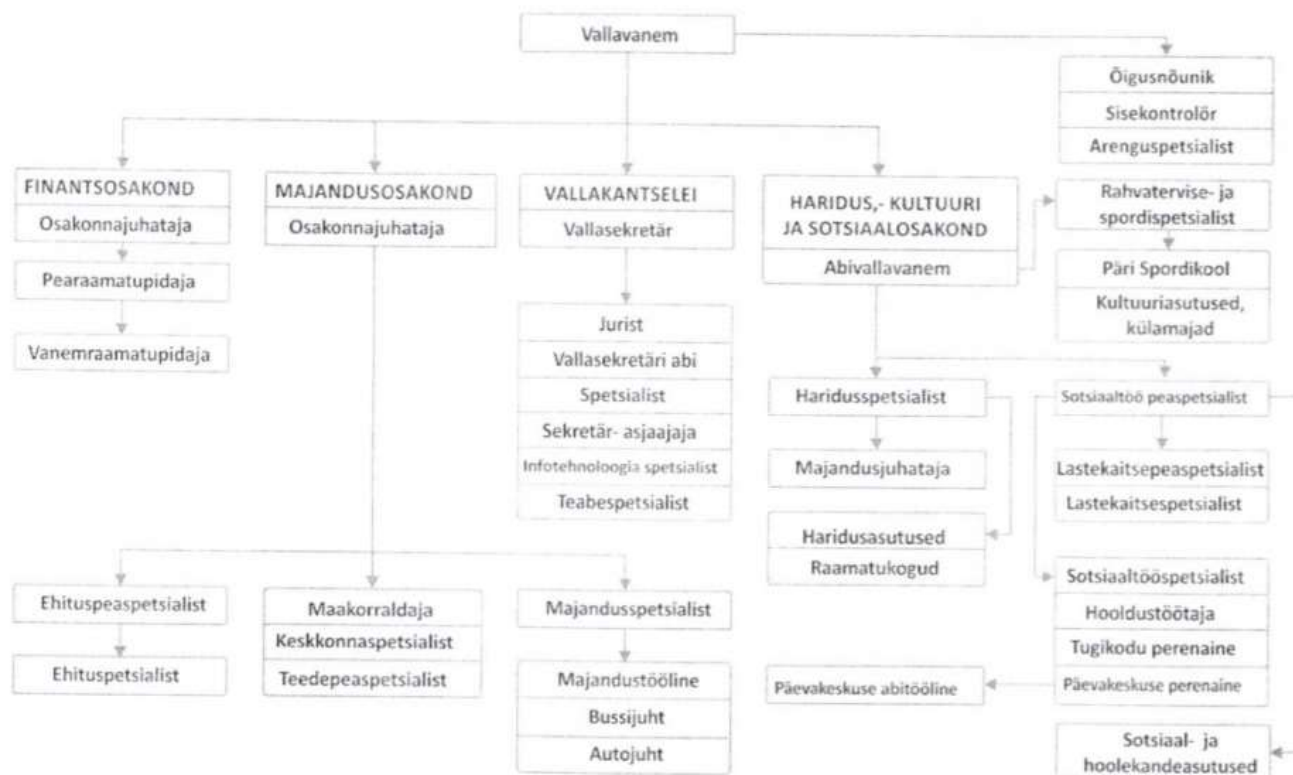 Vallavanem
Õigusnõunik
Sisekontrolör
Arenguspetsialist
FINANTSOSAKOND
Osakonnajuhataja
Pearaamatupidaja
Vanemraamatupidaja
MAJANDUSOSAKOND
Osakonnajuhataja
VALLAKANTSELEI
Vallasekretär
Jurist
Vallasekretäri abi
Spetsialist
Sekretär- asjaajaja
Infotehnoloogia spetsialist
Teabespetsialist
HARIDUS,- KULTUURI
JA SOTSIAALOSAKOND
Abivallavanem
Rahvatervise- ja
spordispetsialist
Päri Spordikool
Kultuuriasutused,
külamajad
Haridusspetsialist
Majandusjuhataja
Haridusasutused
Raamatukogud
Sotsiaaltöö peaspetsialist
Lastekaitsepeaspetsialist
Lastekaitsespetsialist
Sotsiaaltööspetsialist
Hooldustöötaja
Tugikodu perenaine
Päevakeskuse perenaine
Päevakeskuse abitööline
Sotsiaal- ja
hoolekandeasutused
Ehituspeaspetsialist
Ehituspetsialist
Maakorraldaja
Keskkonnaspetsialist
Teedepeaspetsialist
Majandusspetsialist
Majandustööline
Bussijuht
Autojuht